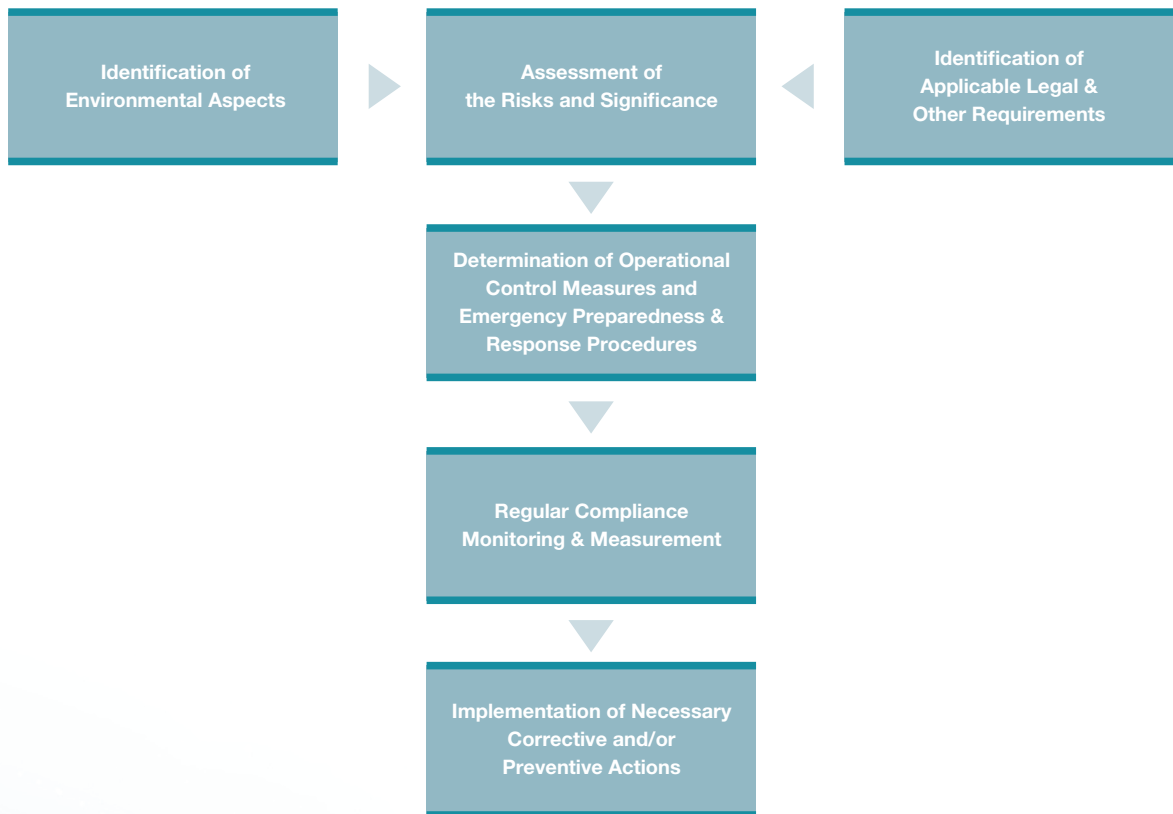 Identification of
Environmental Aspects
Assessment of
the Risks and Significance
Identification of
Applicable Legal &
Other Requirements
Determination of Operational
Control Measures and
Emergency Preparedness &
Response Procedures
Regular Compliance
Monitoring & Measurement
Implementation of Necessary
Corrective and/or
Preventive Actions